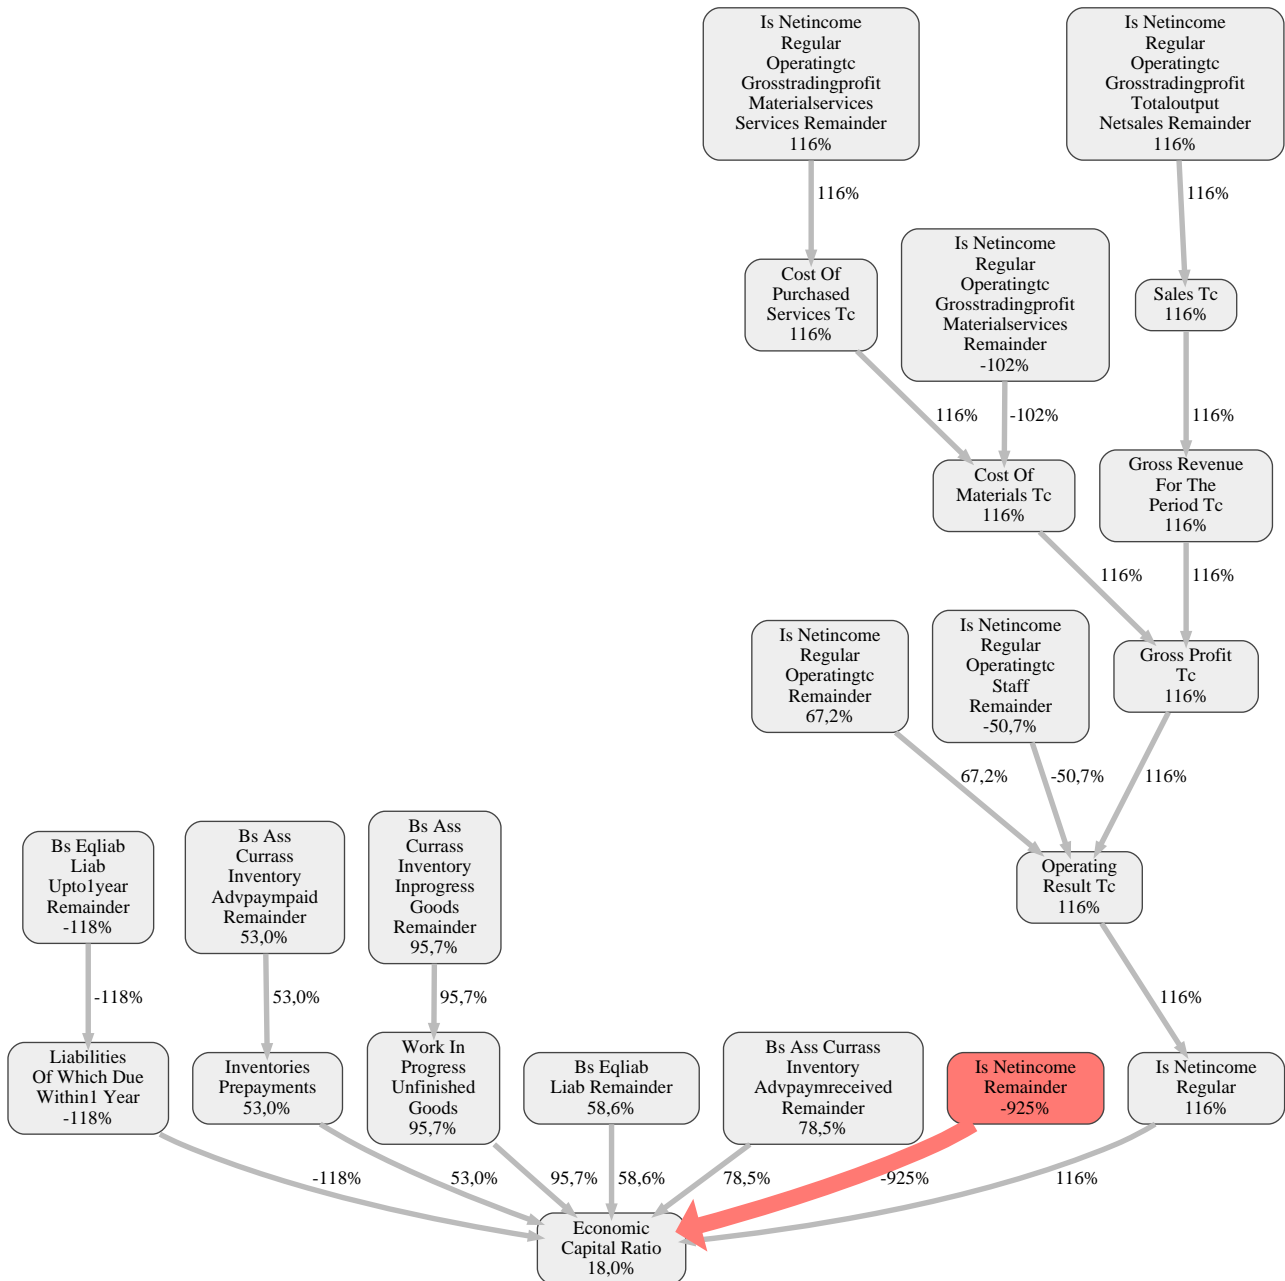 Is Netincome
Regular
Operatingtc
Grosstradingprofit
Materialservices
Services Remainder
116%
Is Netincome
Regular
Operatingtc
Grosstradingprofit
Totaloutput
Netsales Remainder
116%
116%
116%
Is Netincome
Regular
Operatingtc
Grosstradingprofit
Materialservices
Remainder
-102%
Cost Of
Purchased
Services Tc
116%
Sales Tc
116%
116%
-102%
116%
Cost Of
Materials Tc
116%
Gross Revenue
For The
Period Tc
116%
116%
116%
Is Netincome
Regular
Operatingtc
Remainder
67,2%
Is Netincome
Regular
Operatingtc
Staff
Remainder
-50,7%
Gross Profit
Tc
116%
67,2%
-50,7%
116%
Bs Eqliab
Liab
Upto1year
Remainder
-118%
Bs Ass
Currass
Inventory
Advpaympaid
Remainder
53,0%
Bs Ass
Currass
Inventory
Inprogress
Goods
Remainder
95,7%
Operating
Result Tc
116%
-118%
53,0%
95,7%
116%
Liabilities
Of Which Due
Within1 Year
-118%
Inventories
Prepayments
53,0%
Work In
Progress
Unfinished
Goods
95,7%
Bs Eqliab
Liab Remainder
58,6%
Bs Ass Currass
Inventory
Advpaymreceived
Remainder
78,5%
Is Netincome
Remainder
-925%
Is Netincome
Regular
116%
-118%
53,0%
95,7%
58,6%
78,5%
-925%
116%
Economic
Capital Ratio
18,0%